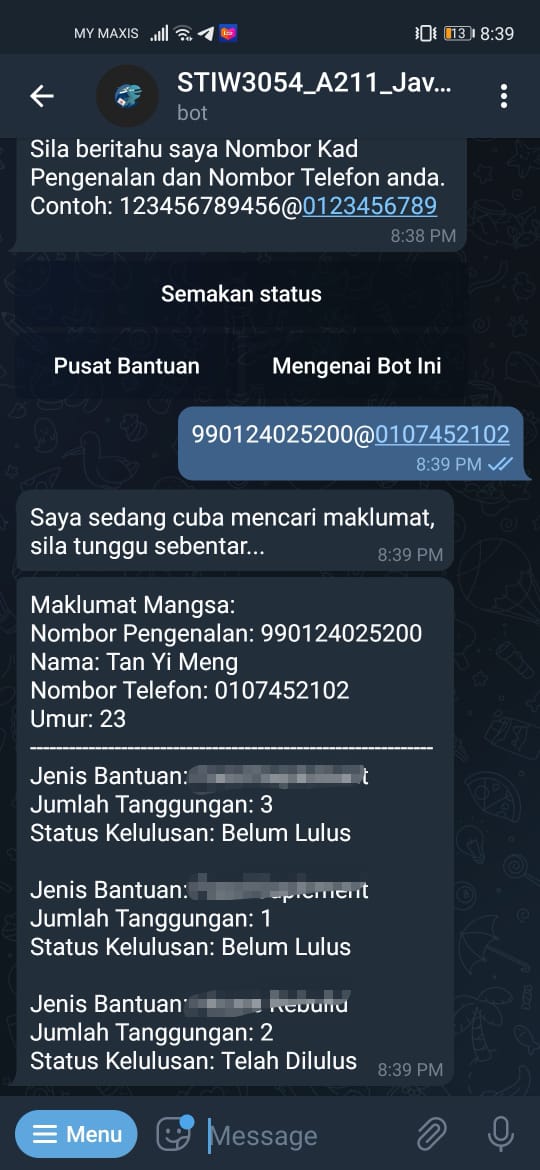 MY MAXIS 13 8:39
STIW3054_A211_Jav...
bot
Sila beritahu saya Nombor Kad
Pengenalan dan Nombor Telefon anda.
Contoh: 123456789456@0123456789
8:38 PM
Semakan status
Pusat Bantuan Mengenai Bot Ini
990124025200@0107452102
8:39 PM
Saya sedang cuba mencari maklumat,
sila tunggu sebentar...
8:39 PM
Maklumat Mangsa:
Nombor Pengenalan: 990124025200
Nama: Tan Yi Meng
Nombor Telefon: 0107452102
Umur: 23
Jenis Bantuan:
Jumlah Tanggungan: 3
Status Kelulusan: Belum Lulus
Jenis Bantuan:
Jumlah Tanggungan: 1
Status Kelulusan: Belum Lulus
Jenis Bantuan: Rebuild
Jumlah Tanggungan: 2
Status Kelulusan: Telah Dilulus
8:39 PM
Menu
Message